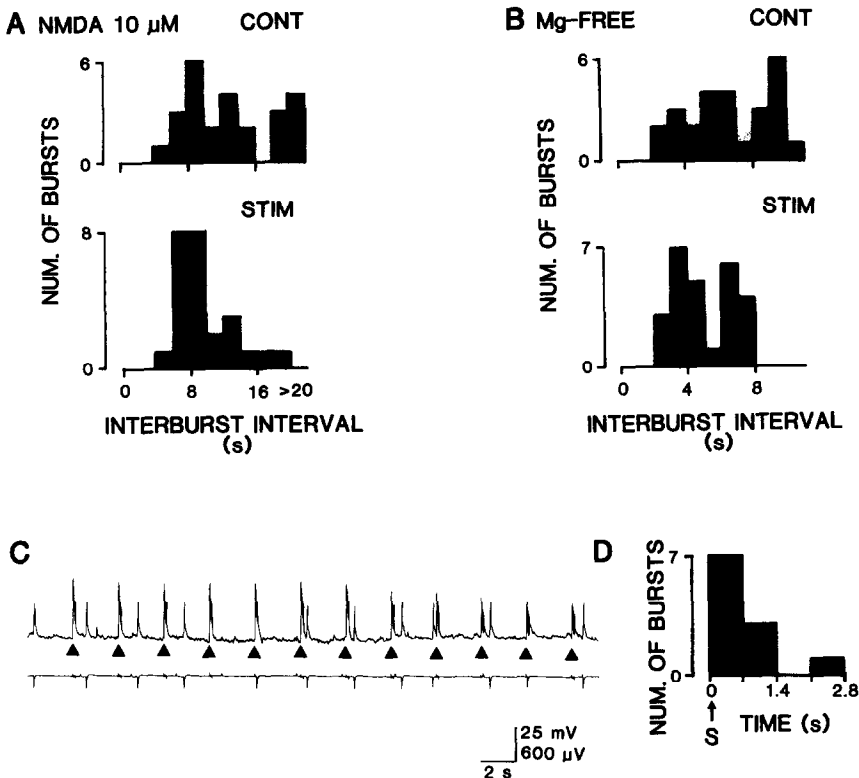 A NMDA 10 µM CONT
6
0
NUM. OF BURSTS
STIM
8
0
0 8 16 >20
INTERBURST INTERVAL
(s)
B Mg-FREE CONT
6
0
NUM. OF BURSTS
STIM
7
0
0 4 8
INTERBURST INTERVAL
(s)
C
25 mV
600 µV
2 s
D
NUM. OF BURSTS
7
0
0 1.4 2.8
S TIME (s)